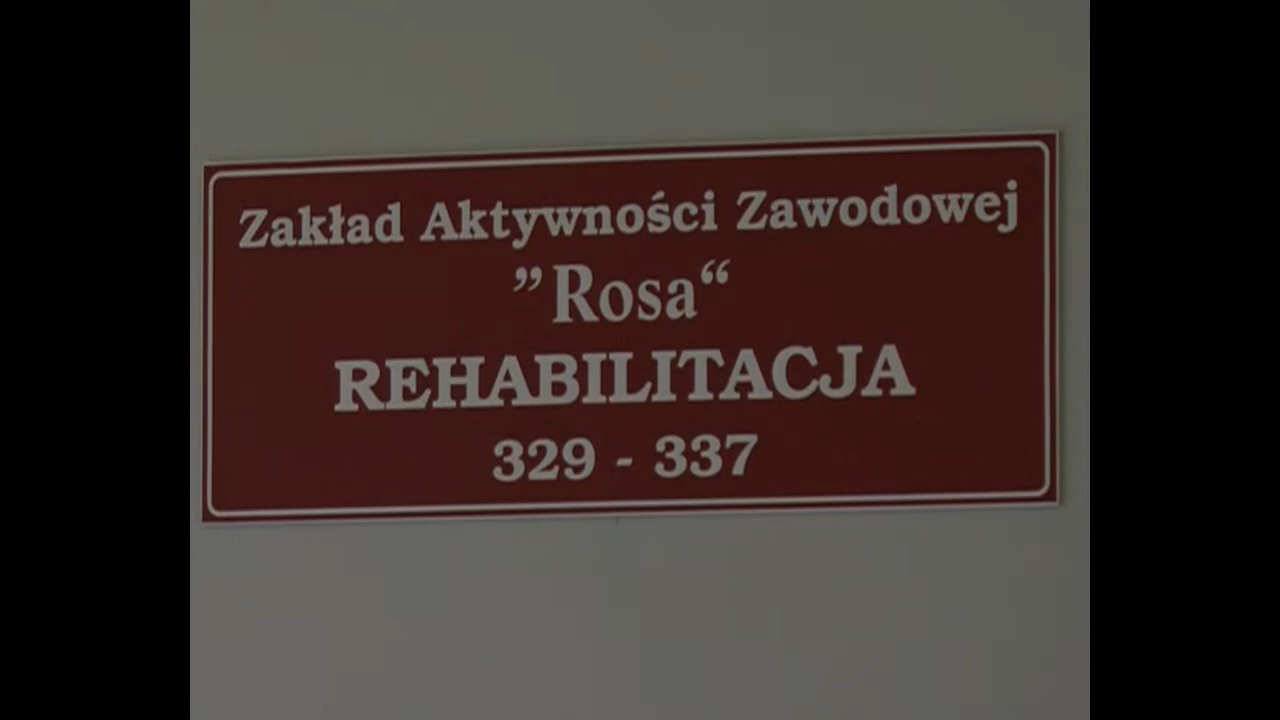 Zakład Aktywności Zawodowej
”Rosa“
REHABILITACJA
329 - 337